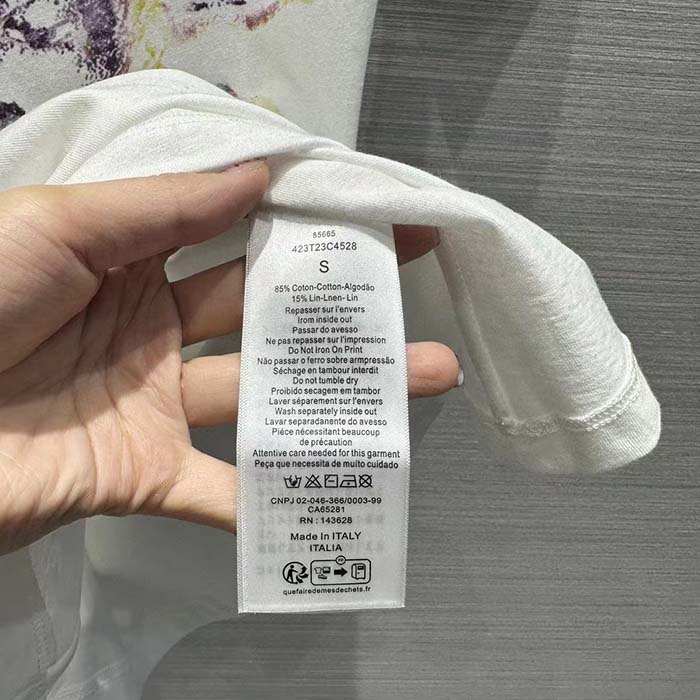 85665
423T23C4528
S
85% Coton-Cotton-Algodão
15% Lin-Lnen- Lin
Repasser sur l'envers
Irom inside out
Passar do avesso
Ne pas repasser sur l'impression
Do Not Iron On Print
Não passar o ferro sobre armpressão
Séchage en tambour interdit
Do not tumble dry
Proibido secagem em tambor
Laver séparement sur l'envers
Wash separately inside out
Lavar separadanente do avesso
Piéce nécessitant beaucoup
de précaution
Attentive care needed for this garment
Peça que necessita de muíto cuidado
CNPJ 02-046-366/0003-99
CA65281
RN : 143628
Made In ITALY
ITALIA
FR
quefairedemesdechets.fr